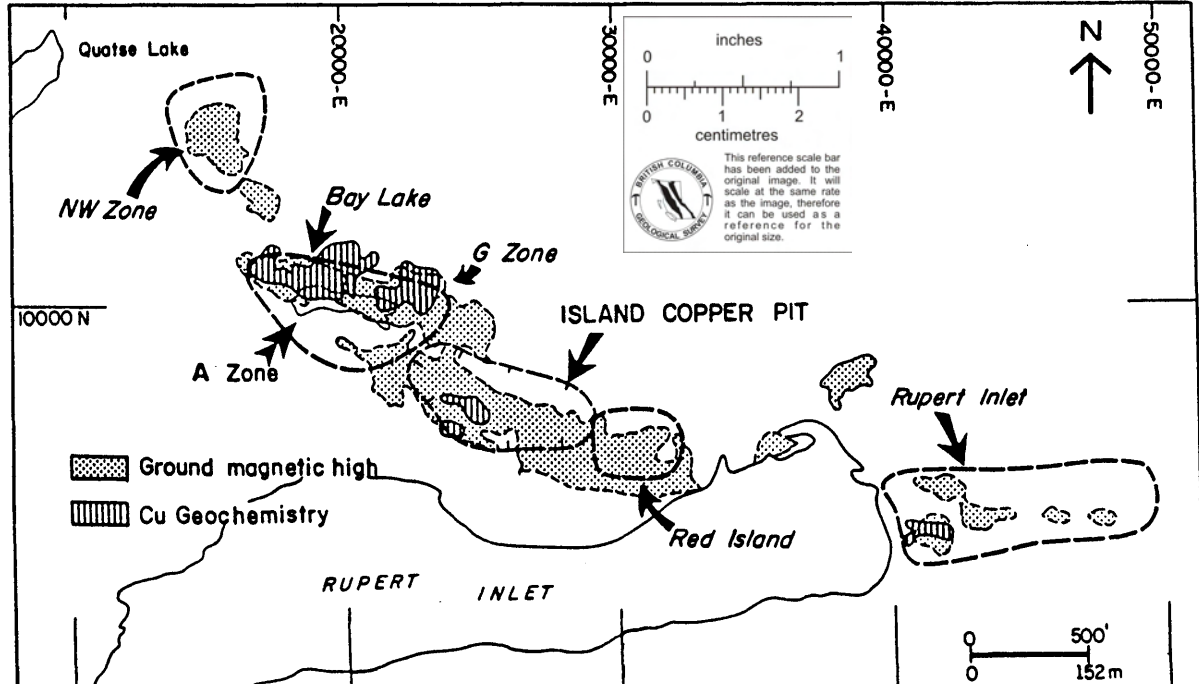 Quatse Lake
20000-E
30000-E
40000-E
50000-E
N
inches
0 1
0 1 2
centimetres
This reference scale bar
has been added to the
original image. It will
scale at the same rate
as the image, therefore
it can be used as a
reference for the
original size.
BRITISH COLUMBIA
GEOLOGICAL SURVEY
NW Zone
Bay Lake
G Zone
10000 N
ISLAND COPPER PIT
A Zone
Rupert Inlet
Ground magnetic high
Cu Geochemistry
Red Island
RUPERT INLET
0 500'
0 152 m